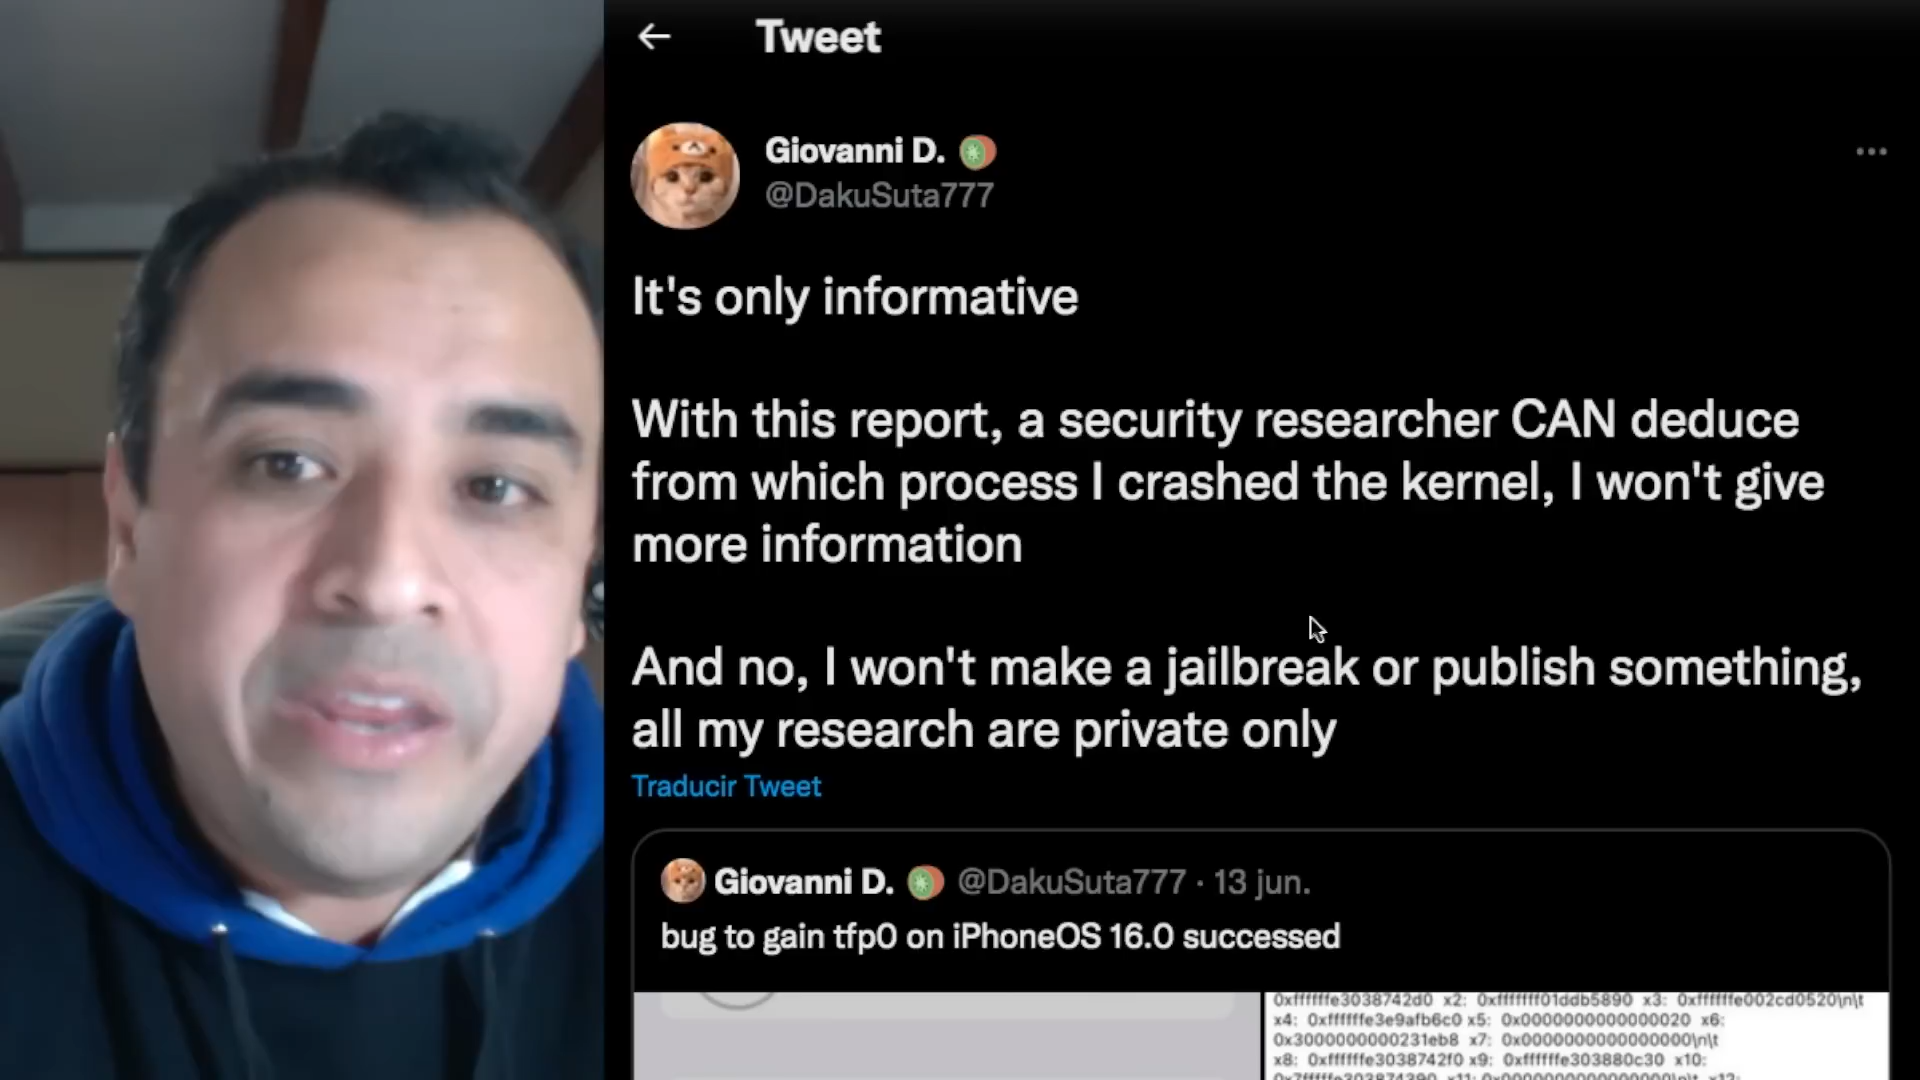 Tweet
Giovanni D.
@DakuSuta777
It's only informative
With this report, a security researcher CAN deduce
from which process I crashed the kernel, I won't give
more information
And no, I won't make a jailbreak or publish something,
all my research are private only
Traducir Tweet
Giovanni D. @DakuSuta777 · 13 jun.
bug to gain tfp0 on iPhoneOS 16.0 successed
0xffffffe3038742d0 x2: 0xfffffff01ddb5890 x3: 0xffffffe002cd0520\n\t
x4: 0xffffffe3e9afb6c0 x5: 0x0000000000000020 x6:
0x3000000000231eb8 x7: 0x0000000000000000\n\t
x8: 0xffffffe3038742f0 x9: 0xffffffe303880c30 x10: